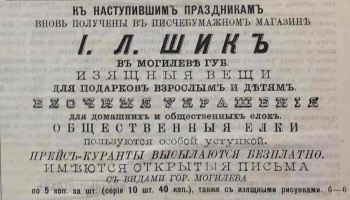 КЪ НАСТУПИВШИМЪ ПРАЗДНИКАМЪ
ВНОВЬ ПОЛУЧЕНЫ ВЪ ПИСЧЕБУМАЖНОМЪ МАГАЗИНѢ
І. Л. ШИКЪ
ВЪ МОГИЛЕВѢ ГУБ.
ИЗЯЩНЫЯ ВЕЩИ
ДЛЯ ПОДАРКОВЪ ВЗРОСЛЫМЪ И ДѢТЯМЪ.
ЕЛОЧНЫЯ УКРАШЕНІЯ
для домашнихъ и общественныхъ елокъ.
ОБЩЕСТВЕННЫЯ ЕЛКИ
пользуются особой уступкой.
ПРЕЙСЪ-КУРАНТЫ ВЫСЫЛАЮТСЯ БЕЗПЛАТНО.
ИМѢЮТСЯ ОТКРЫТЫЯ ПИСЬМА
СЪ ВИДАМИ ГОР. МОГИЛЕВА
по 5 коп. за шт. (серія 10 шт. 40 коп.), также съ изящными рисунками. 6—6